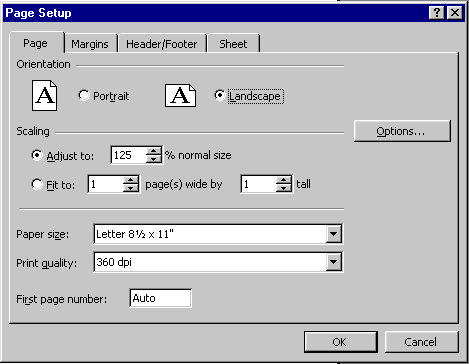 Page Setup
Page Margins Header/Footer Sheet
Orientation
A Portrait A Landscape
Scaling
Options...
Adjust to: 125 % normal size
Fit to: 1 page(s) wide by 1 tall
Paper size: Letter 8½ x 11"
Print quality: 360 dpi
First page number: Auto
OK Cancel